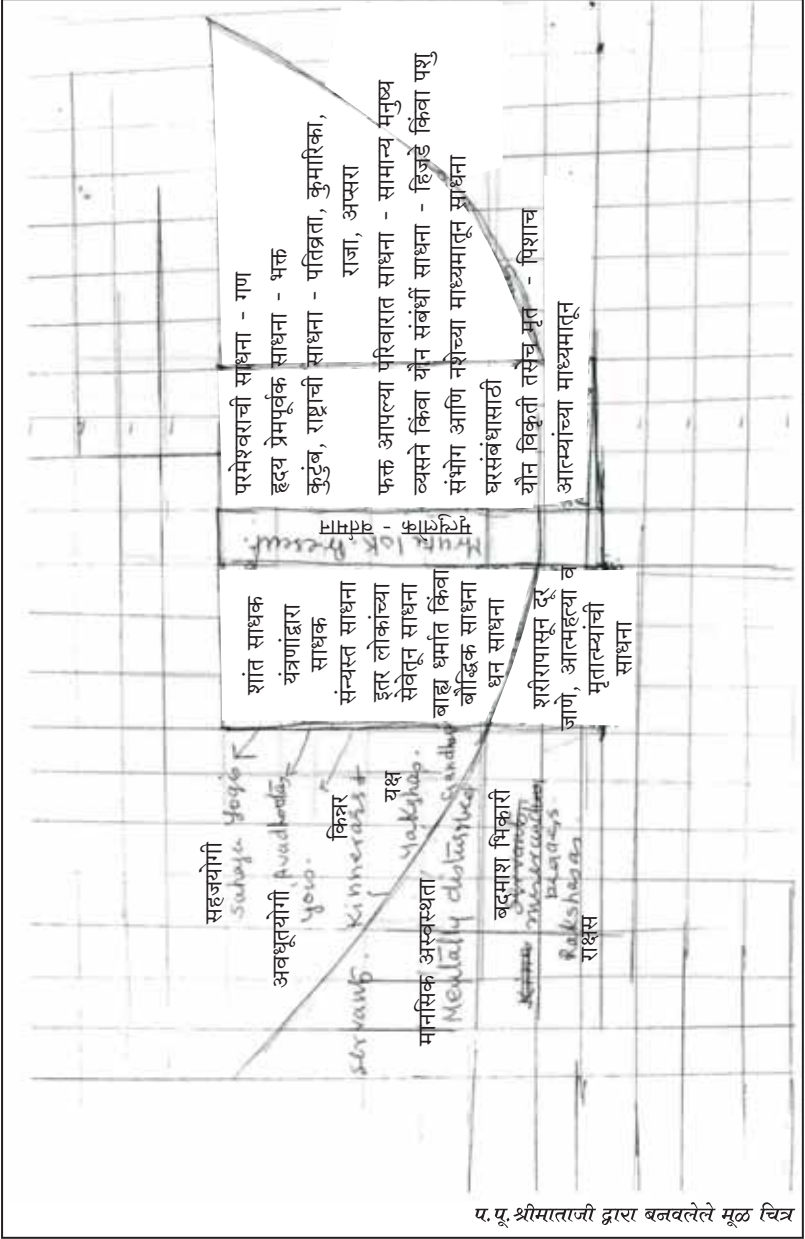 परमेश्वराची साधना - गण
हृदय प्रेमपूर्वक साधना - भक्त
कुटुंब, राष्ट्राची साधना - पतिव्रता, कुमारिका,
राजा, अप्सरा
फक्त आपल्या परिवारात साधना - सामान्य मनुष्य
व्यसने किंवा यौन संबंधी साधना - हिजडे किंवा पशु
संभोग आणि नशेच्या माध्यमातून साधना
घरसंबंधासाठी
यौन विकृती तसेच मृत - पिशाच
आत्म्यांच्या माध्यमातून
मृत्युलोक - वर्तमान
Mrutu lok. Present.
शांत साधक
यंत्रणांद्वारा
साधक
संन्यस्त साधना
इतर लोकांच्या
सेवेतून साधना
बाह्य धर्मात किंवा
बौद्धिक साधना
धन साधना
शरीरापासून दूर
जाणे, आत्महत्या व
मृतात्म्यांची
साधना
सहजयोगी
Sahaja Yogis
अवधूतयोगी
Avadhoota
Yogis.
किन्नर
Servant. Kinneras
यक्ष
Yakshas.
मानसिक अस्वस्थता
Mentally disturbed
बदमाश भिकारी
Rakshasas.
राक्षस
प.पू.श्रीमाताजी द्वारा बनवलेले मूळ चित्र